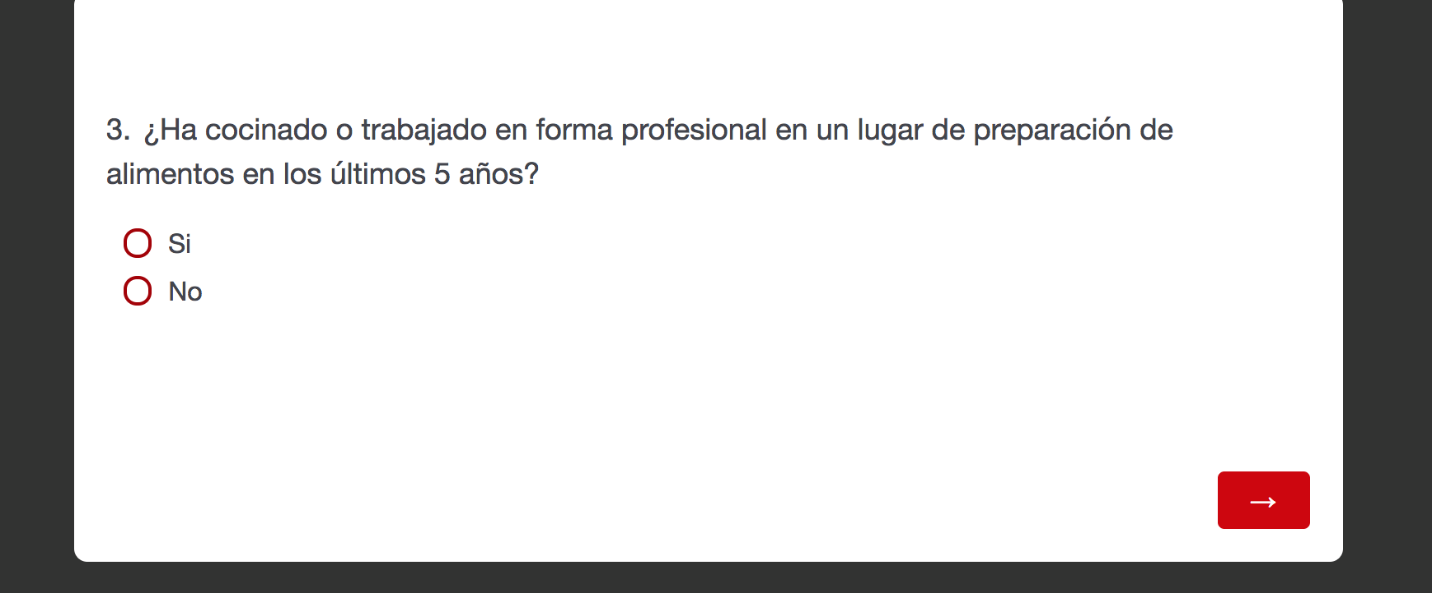 3. ¿Ha cocinado o trabajado en forma profesional en un lugar de preparación de
alimentos en los últimos 5 años?
Si
No
→